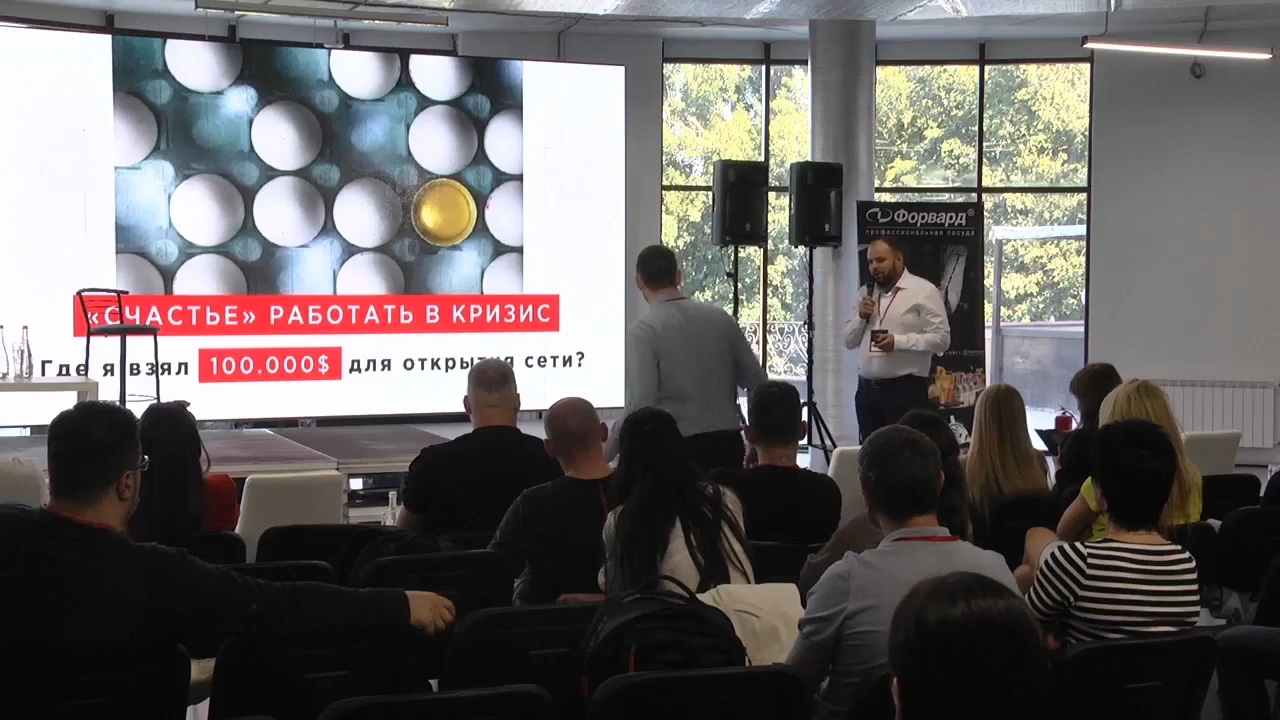 «СЧАСТЬЕ» РАБОТАТЬ В КРИЗИС
Где я взял 100.000$ для открытия сети?
Форвард®
профессиональная посуда